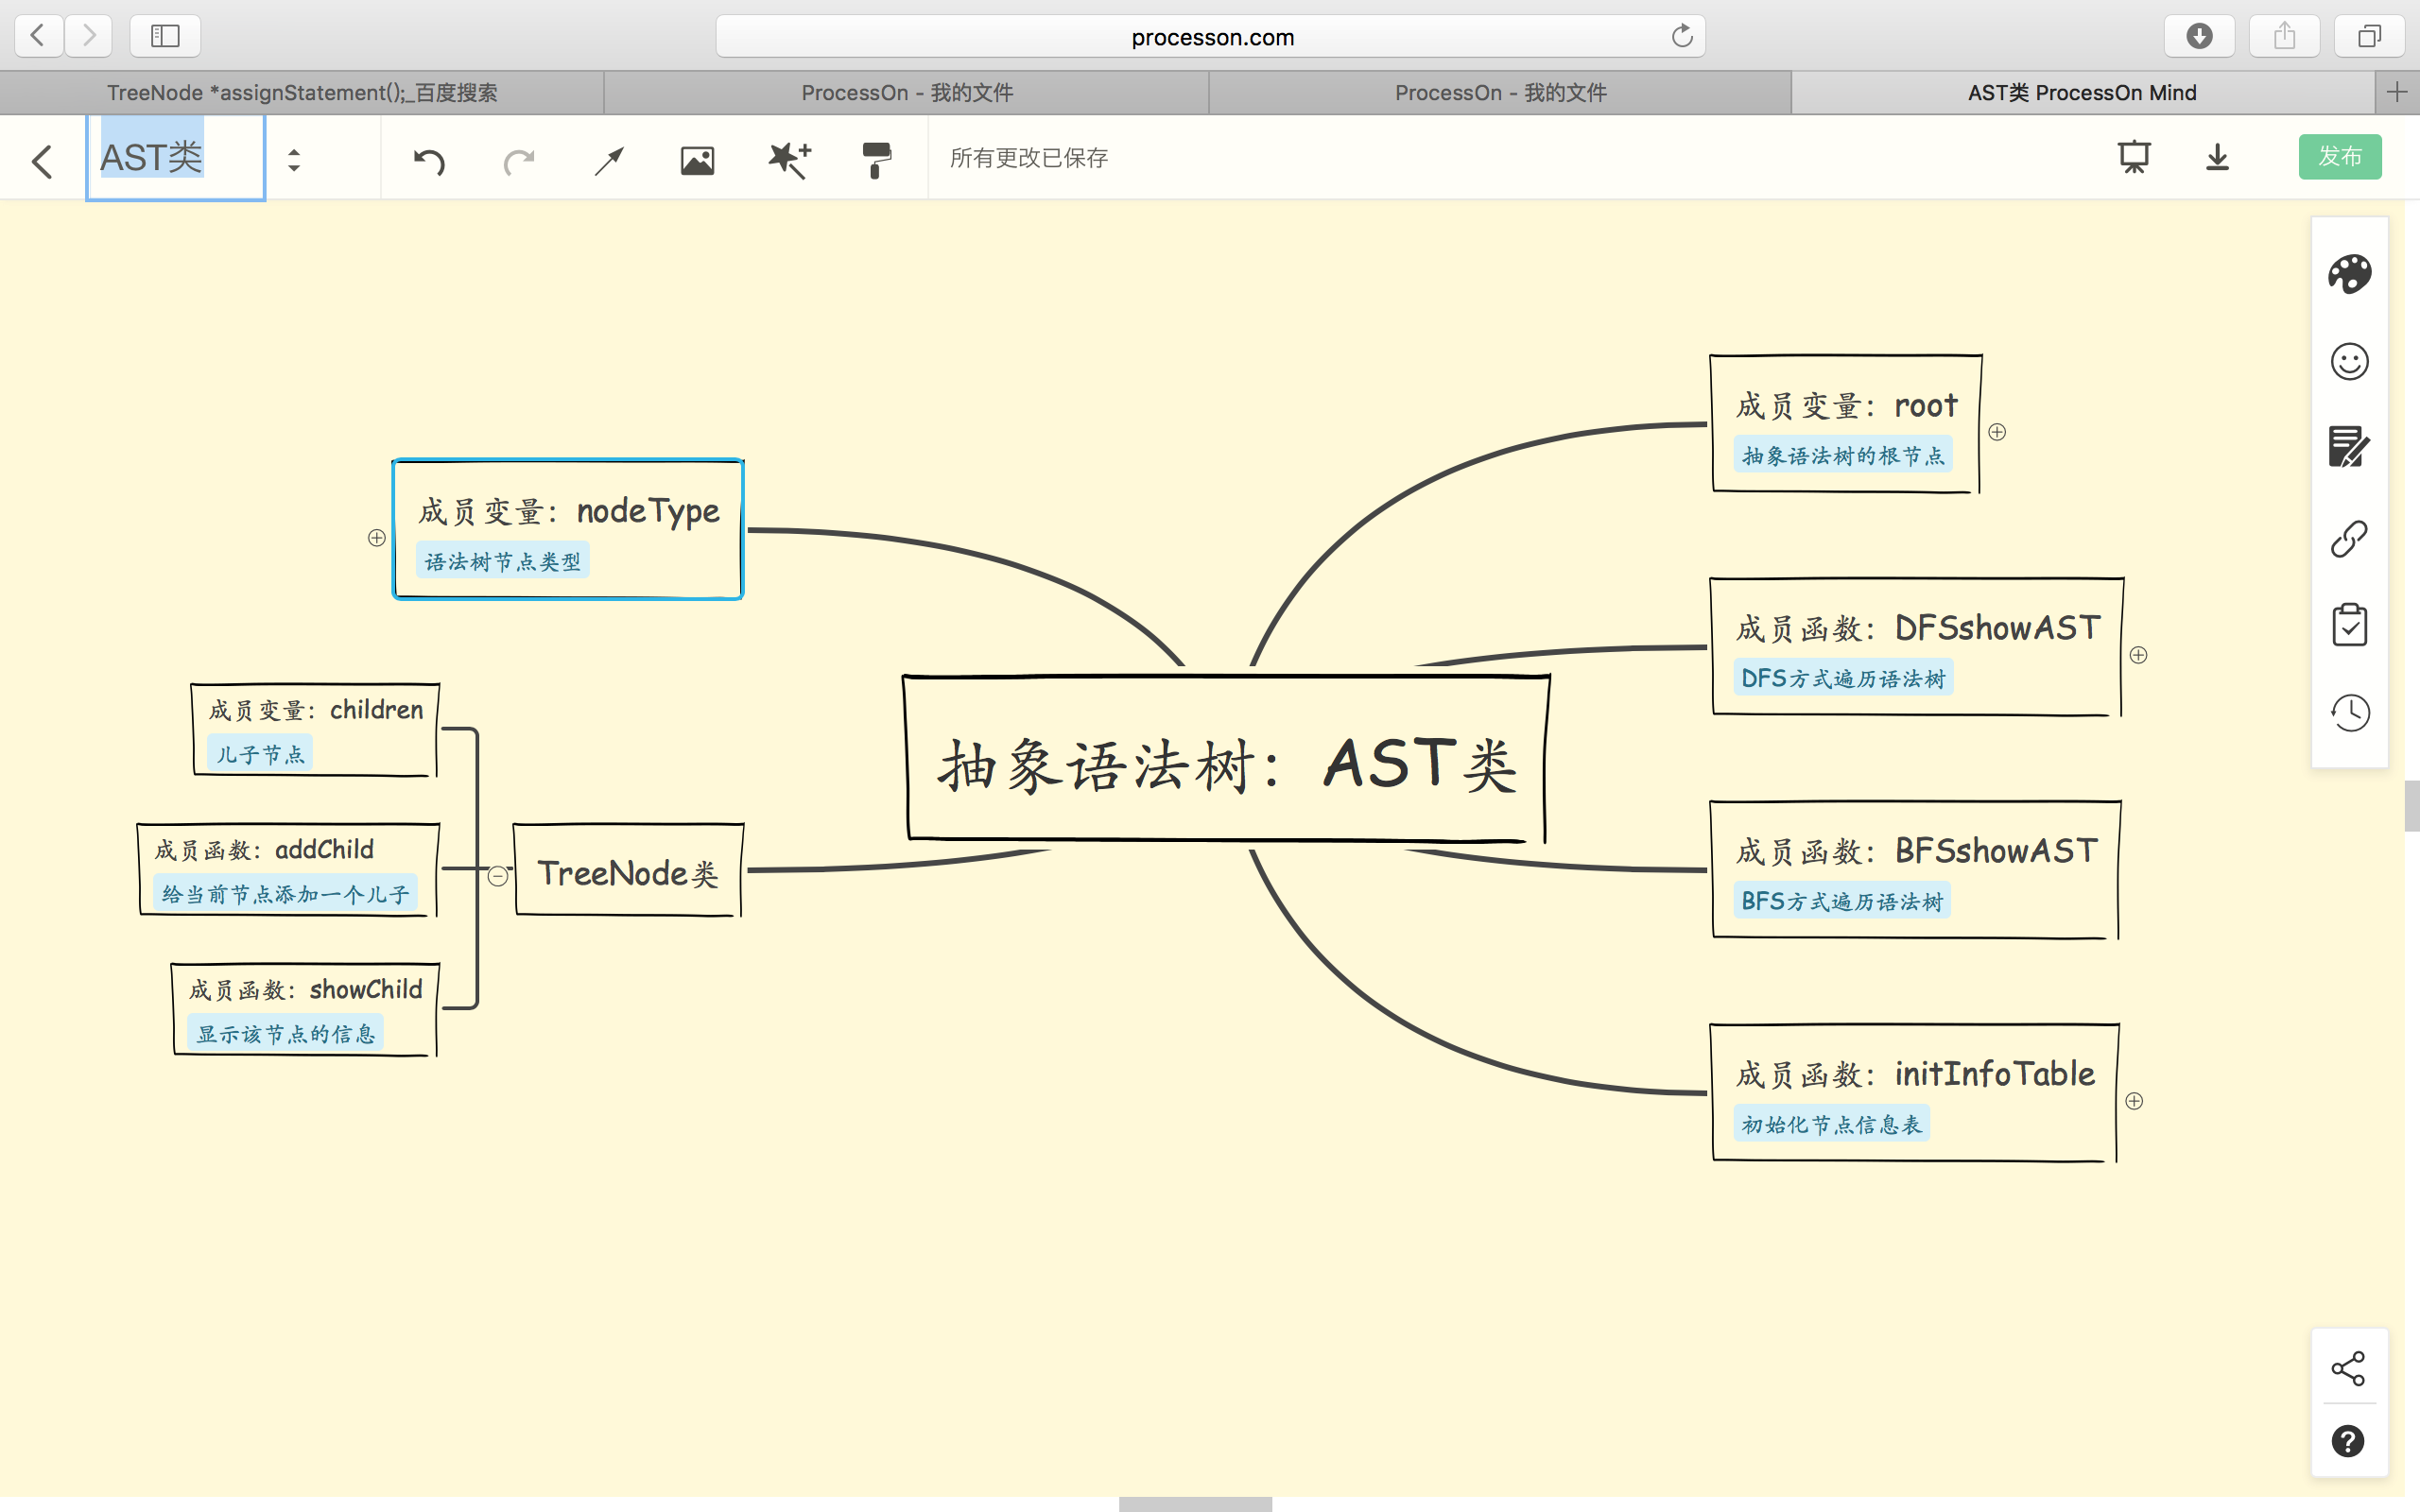 processon.com
TreeNode *assignStatement();_百度搜索
ProcessOn - 我的文件
ProcessOn - 我的文件
AST类 ProcessOn Mind
AST类
所有更改已保存
发布
成员变量：root
抽象语法树的根节点
成员变量：nodeType
语法树节点类型
成员函数：DFSshowAST
DFS方式遍历语法树
成员变量：children
儿子节点
抽象语法树：AST类
成员函数：addChild
给当前节点添加一个儿子
TreeNode类
成员函数：BFSshowAST
BFS方式遍历语法树
成员函数：showChild
显示该节点的信息
成员函数：initInfoTable
初始化节点信息表